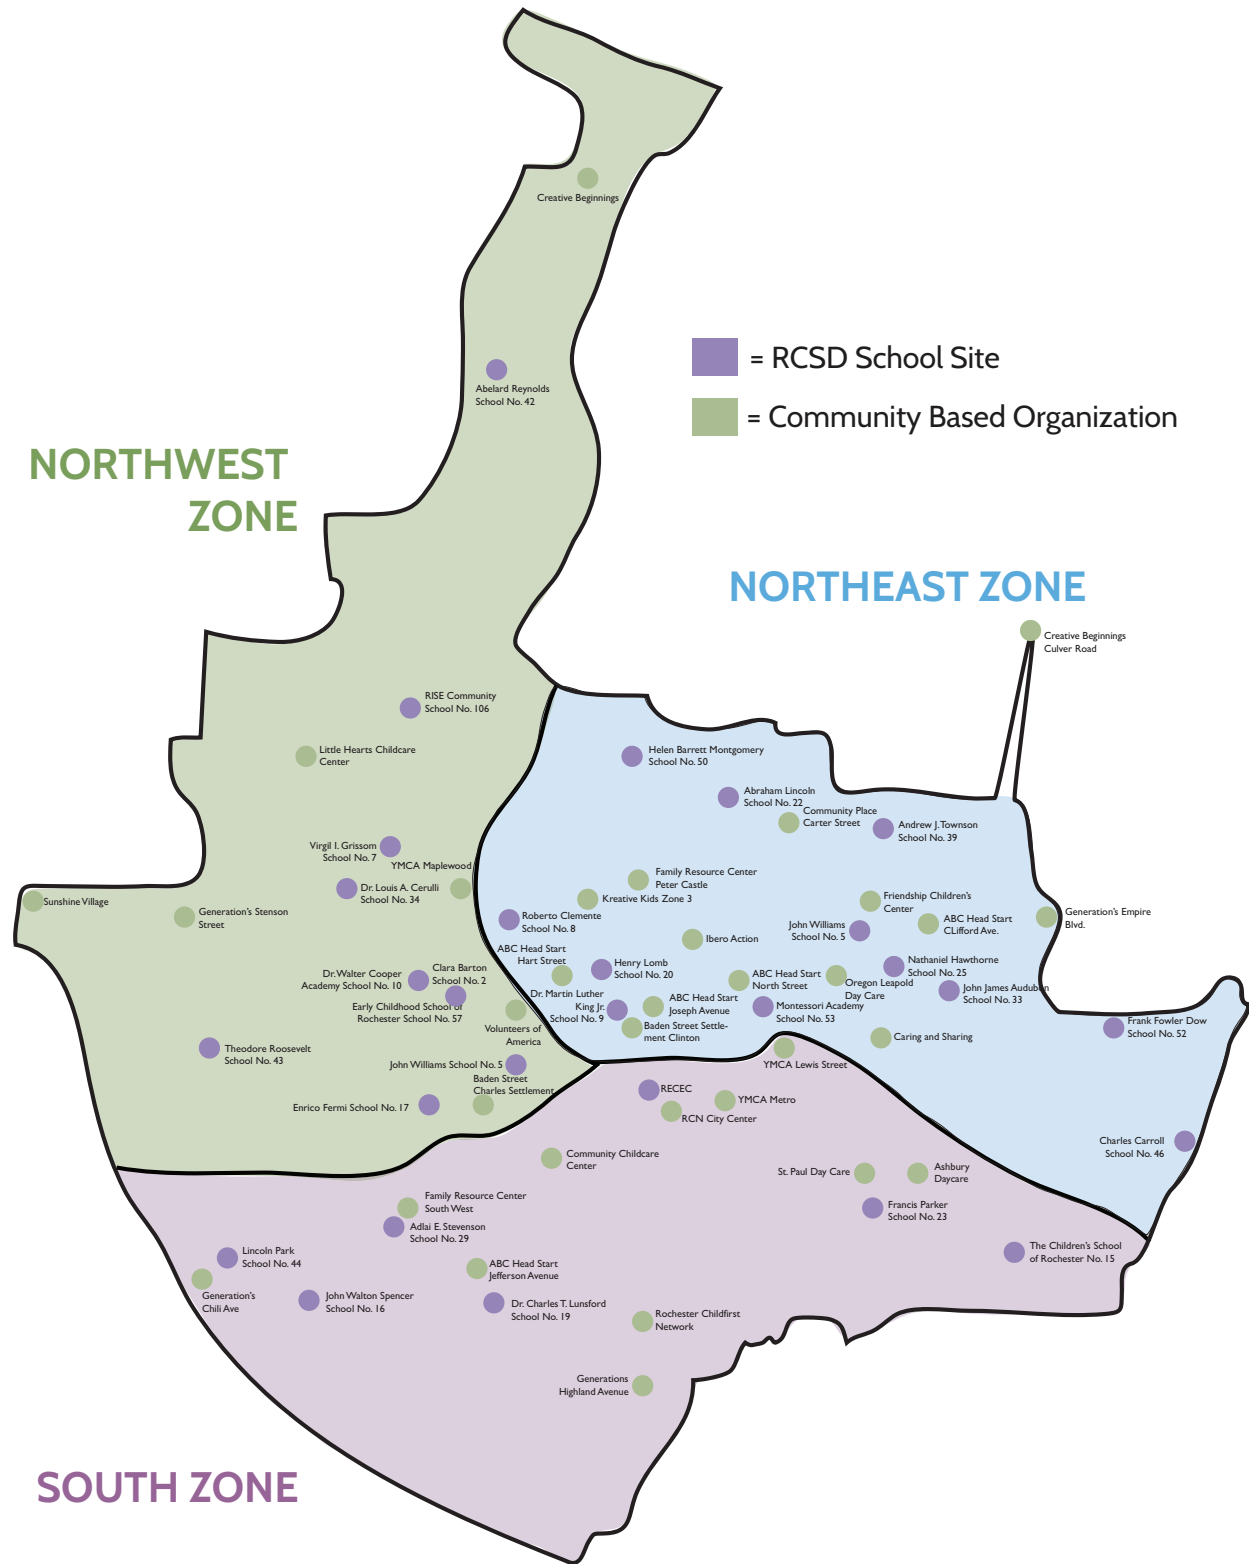 Creative Beginnings
= RCSD School Site
Abelard Reynolds
School No. 42
= Community Based Organization
NORTHWEST
ZONE
NORTHEAST ZONE
Creative Beginnings
Culver Road
RISE Community
School No. 106
Little Hearts Childcare
Center
Helen Barrett Montgomery
School No. 50
Abraham Lincoln
School No. 22
Community Place
Carter Street
Andrew J. Townson
School No. 39
Virgil I. Grissom
School No. 7
YMCA Maplewood
Dr. Louis A. Cerulli
School No. 34
Family Resource Center
Peter Castle
Kreative Kids Zone 3
Friendship Children's
Center
Sunshine Village
Generation's Stenson
Street
Roberto Clemente
School No. 8
John Williams
School No. 5
ABC Head Start
CLifford Ave.
Generation's Empire
Blvd.
Ibero Action
ABC Head Start
Hart Street
Henry Lomb
School No. 20
Nathaniel Hawthorne
School No. 25
Dr. Walter Cooper
Academy School No. 10
Clara Barton
School No. 2
ABC Head Start
North Street
Oregon Leapold
Day Care
John James Audubon
School No. 33
Early Childhood School of
Rochester School No. 57
Dr. Martin Luther
King Jr.
School No. 9
ABC Head Start
Joseph Avenue
Montessori Academy
School No. 53
Volunteers of
America
Baden Street Settle-
ment Clinton
Caring and Sharing
Frank Fowler Dow
School No. 52
Theodore Roosevelt
School No. 43
John Williams School No. 5
YMCA Lewis Street
Baden Street
Charles Settlement
RECEC
YMCA Metro
Enrico Fermi School No. 17
RCN City Center
Charles Carroll
School No. 46
Community Childcare
Center
St. Paul Day Care
Ashbury
Daycare
Family Resource Center
South West
Adlai E. Stevenson
School No. 29
Francis Parker
School No. 23
Lincoln Park
School No. 44
The Children's School
of Rochester No. 15
ABC Head Start
Jefferson Avenue
Generation's
Chili Ave
John Walton Spencer
School No. 16
Dr. Charles T. Lunsford
School No. 19
Rochester Childfirst
Network
Generations
Highland Avenue
SOUTH ZONE